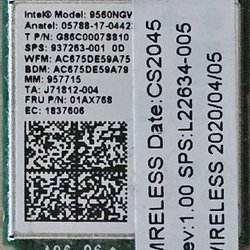 Intel® Model: 9560NGW
Anatel: 05788-17-0442
T P/N: G86C0007S810
SPS: 937263-001 0D
WFM: AC675DE59A75
BDM: AC675DE59A79
MM: 957715
TA: J71812-004
FRU P/N: 01AX768
EC: 1837606
WIRELESS Date:CS2045
Rev:1.00 SPS:L22634-005
WIRELESS 2020/04/05